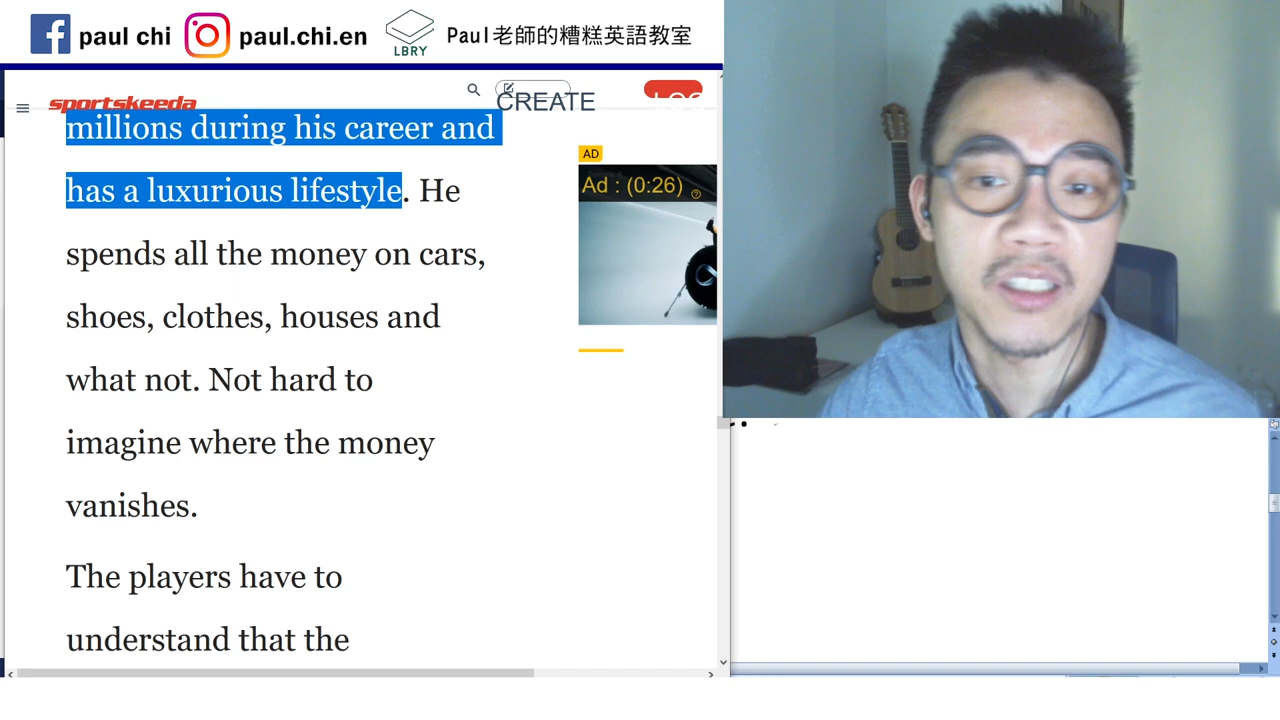 paul chi
paul.chi.en
LBRY
Paul老師的糟糕英語教室
sportskeeda
CREATE
millions during his career and
has a luxurious lifestyle. He
spends all the money on cars,
shoes, clothes, houses and
what not. Not hard to
imagine where the money
vanishes.
The players have to
understand that the
AD
Ad : (0:26)